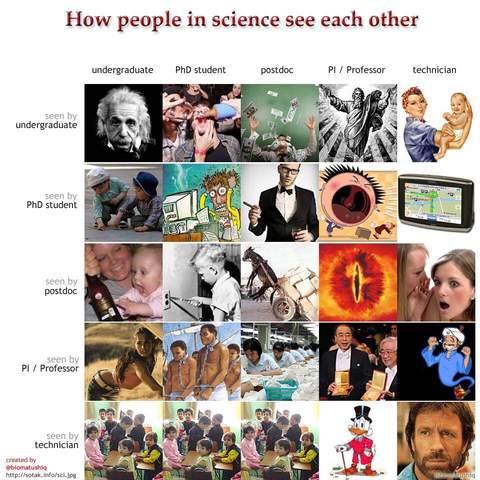 How people in science see each other
undergraduate PhD student postdoc PI / Professor technician
seen by
undergraduate
seen by
PhD student
seen by
postdoc
seen by
PI / Professor
seen by
technician
created by
@biomatushiq
http://sotak.info/sci.jpg